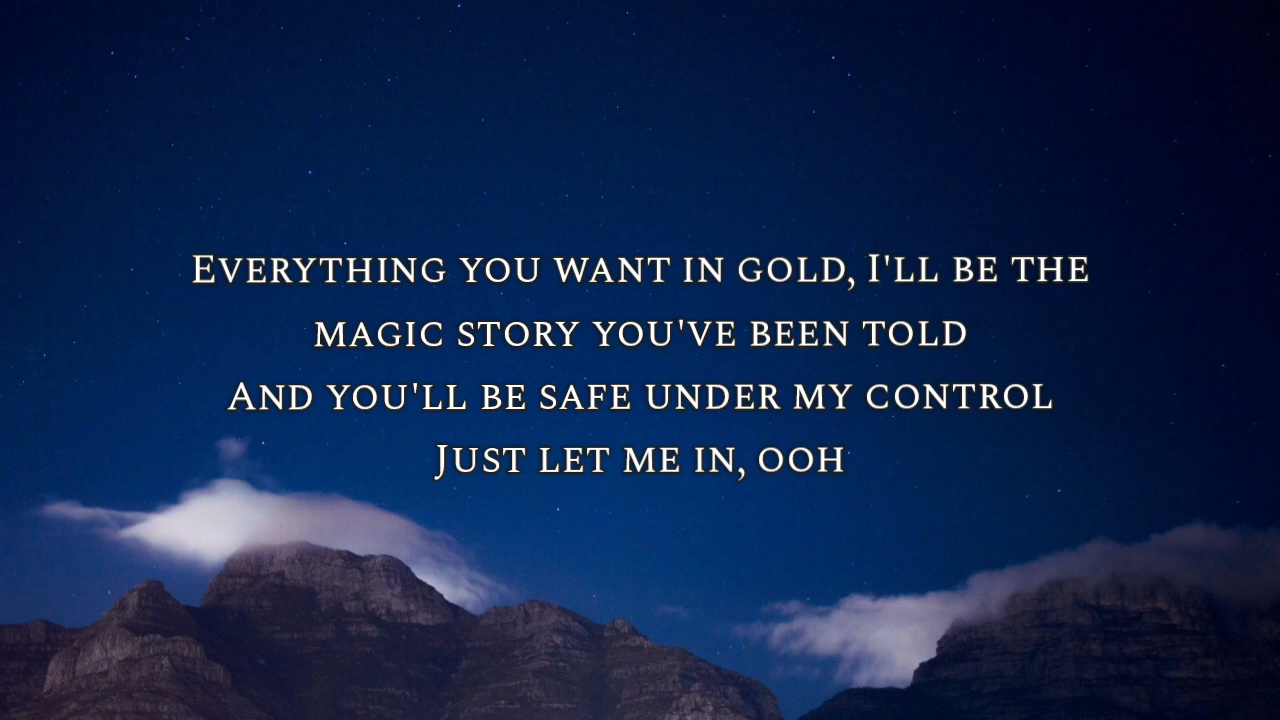 Everything you want in gold, I'll be the
magic story you've been told
And you'll be safe under my control
Just let me in, ooh